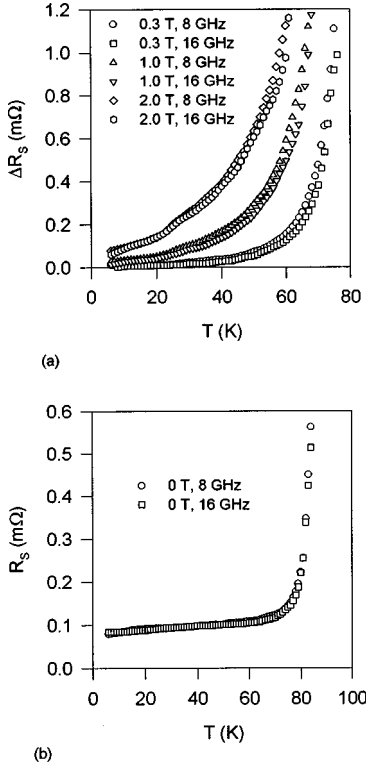 1.2
1.0
0.8
0.6
0.4
0.2
0.0
ΔR_S (mΩ)
0.3 T, 8 GHz
0.3 T, 16 GHz
1.0 T, 8 GHz
1.0 T, 16 GHz
2.0 T, 8 GHz
2.0 T, 16 GHz
0 20 40 60 80
T (K)
(a)
0.6
0.5
0.4
0.3
0.2
0.1
0.0
R_S (mΩ)
0 T, 8 GHz
0 T, 16 GHz
0 20 40 60 80 100
T (K)
(b)